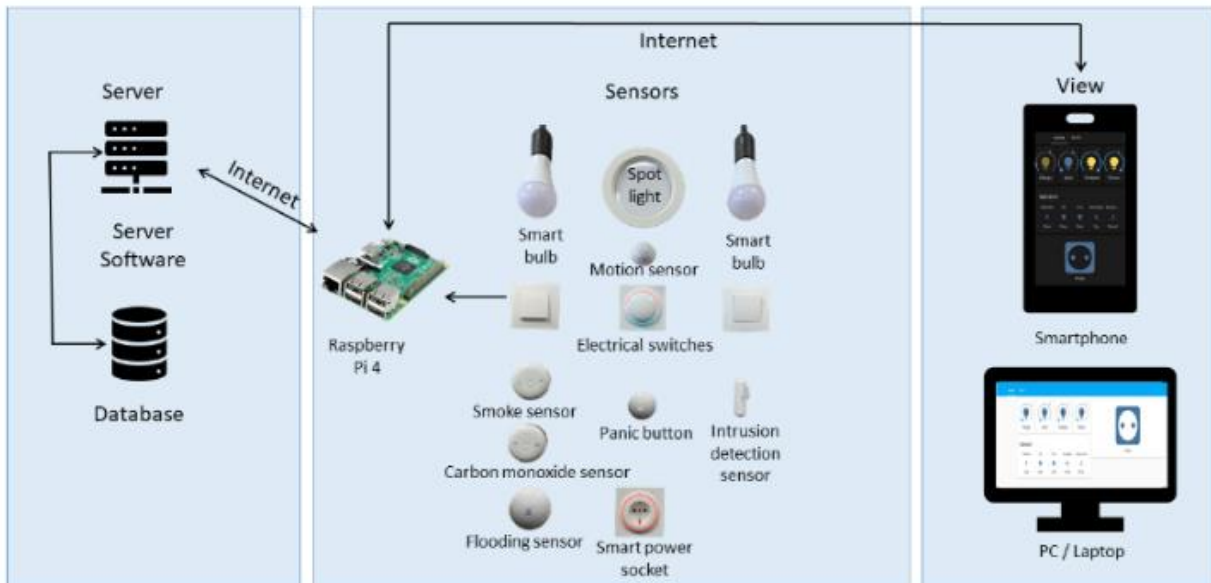 Server
Server
Software
Database
Internet
Internet
Sensors
Spot
light
Smart
bulb
Smart
bulb
Motion sensor
Raspberry
Pi 4
Electrical switches
Smoke sensor
Panic button
Intrusion
detection
sensor
Carbon monoxide sensor
Flooding sensor
Smart power
socket
View
Smartphone
PC / Laptop